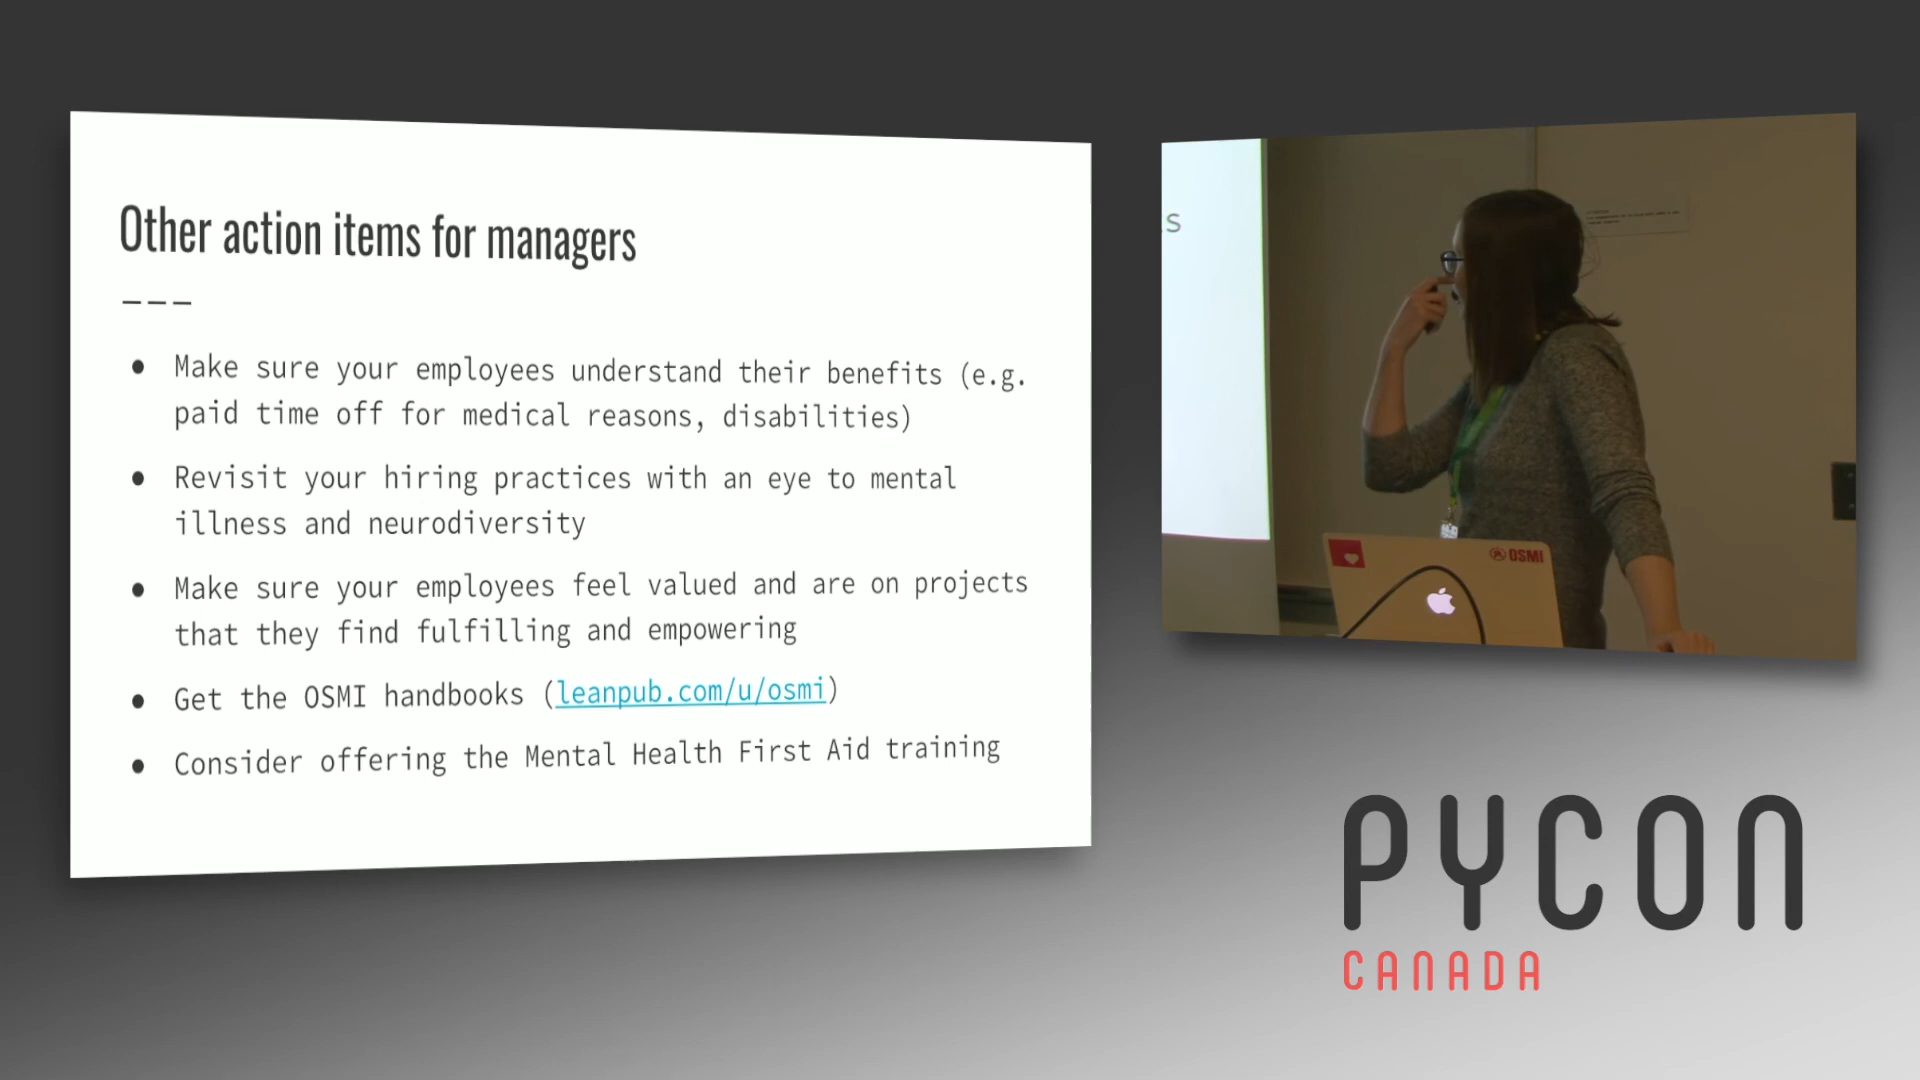 Other action items for managers
---
● Make sure your employees understand their benefits (e.g.
paid time off for medical reasons, disabilities)
● Revisit your hiring practices with an eye to mental
illness and neurodiversity
● Make sure your employees feel valued and are on projects
that they find fulfilling and empowering
● Get the OSMI handbooks (leanpub.com/u/osmi)
● Consider offering the Mental Health First Aid training
s
OSMI
PYCON
CANADA